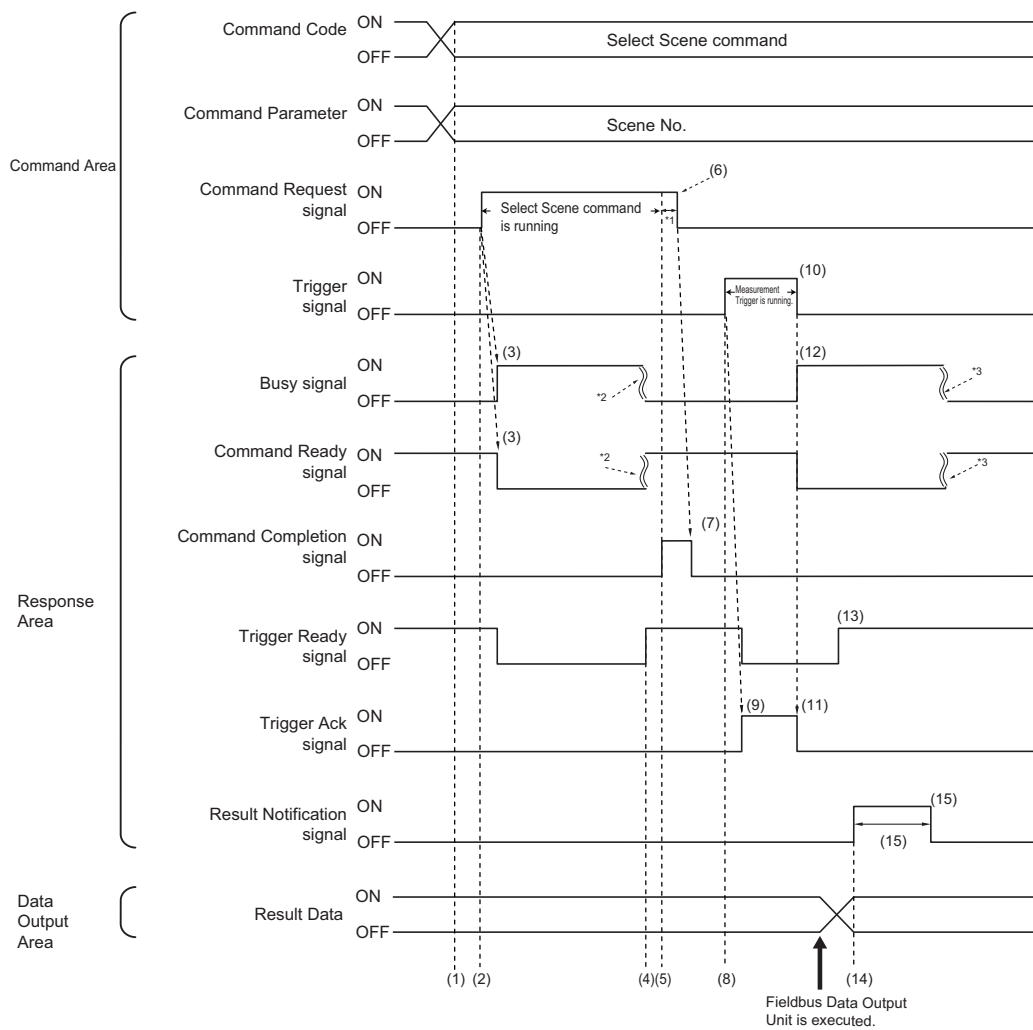 Command Area
Command Code
ON
OFF
Select Scene command
Command Parameter
ON
OFF
Scene No.
Command Request
signal
ON
OFF
Select Scene command
is running
*1
(6)
Trigger
signal
ON
OFF
Measurement
Trigger is running.
(10)
Response
Area
Busy signal
ON
OFF
(3)
*2
(12)
*3
Command Ready
signal
ON
OFF
(3)
*2
*3
Command Completion
signal
ON
OFF
(7)
Trigger Ready
signal
ON
OFF
(13)
Trigger Ack
signal
ON
OFF
(9)
(11)
Result Notification
signal
ON
OFF
(15)
(15)
Data
Output
Area
Result Data
ON
OFF
(1) (2) (4)(5) (8) (14)
Fieldbus Data Output
Unit is executed.